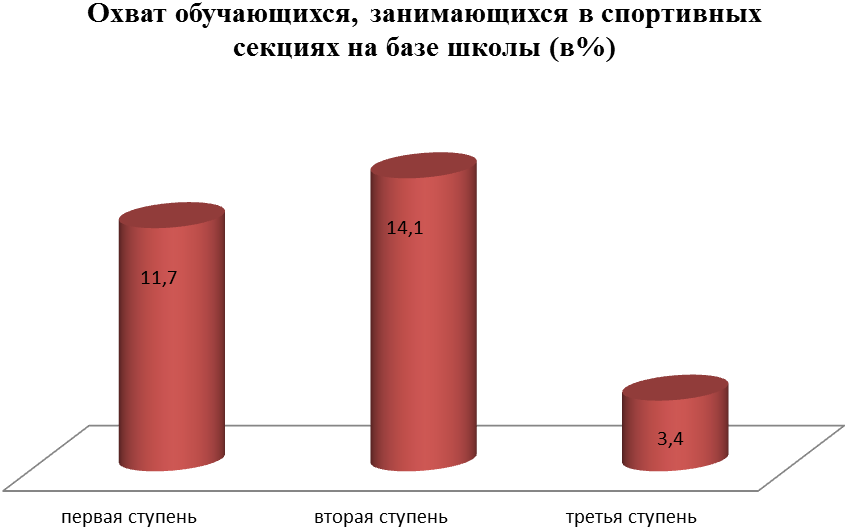 Охват обучающихся, занимающихся в спортивных
секциях на базе школы (в%)
14,1
11,7
3,4
первая ступень
вторая ступень
третья ступень